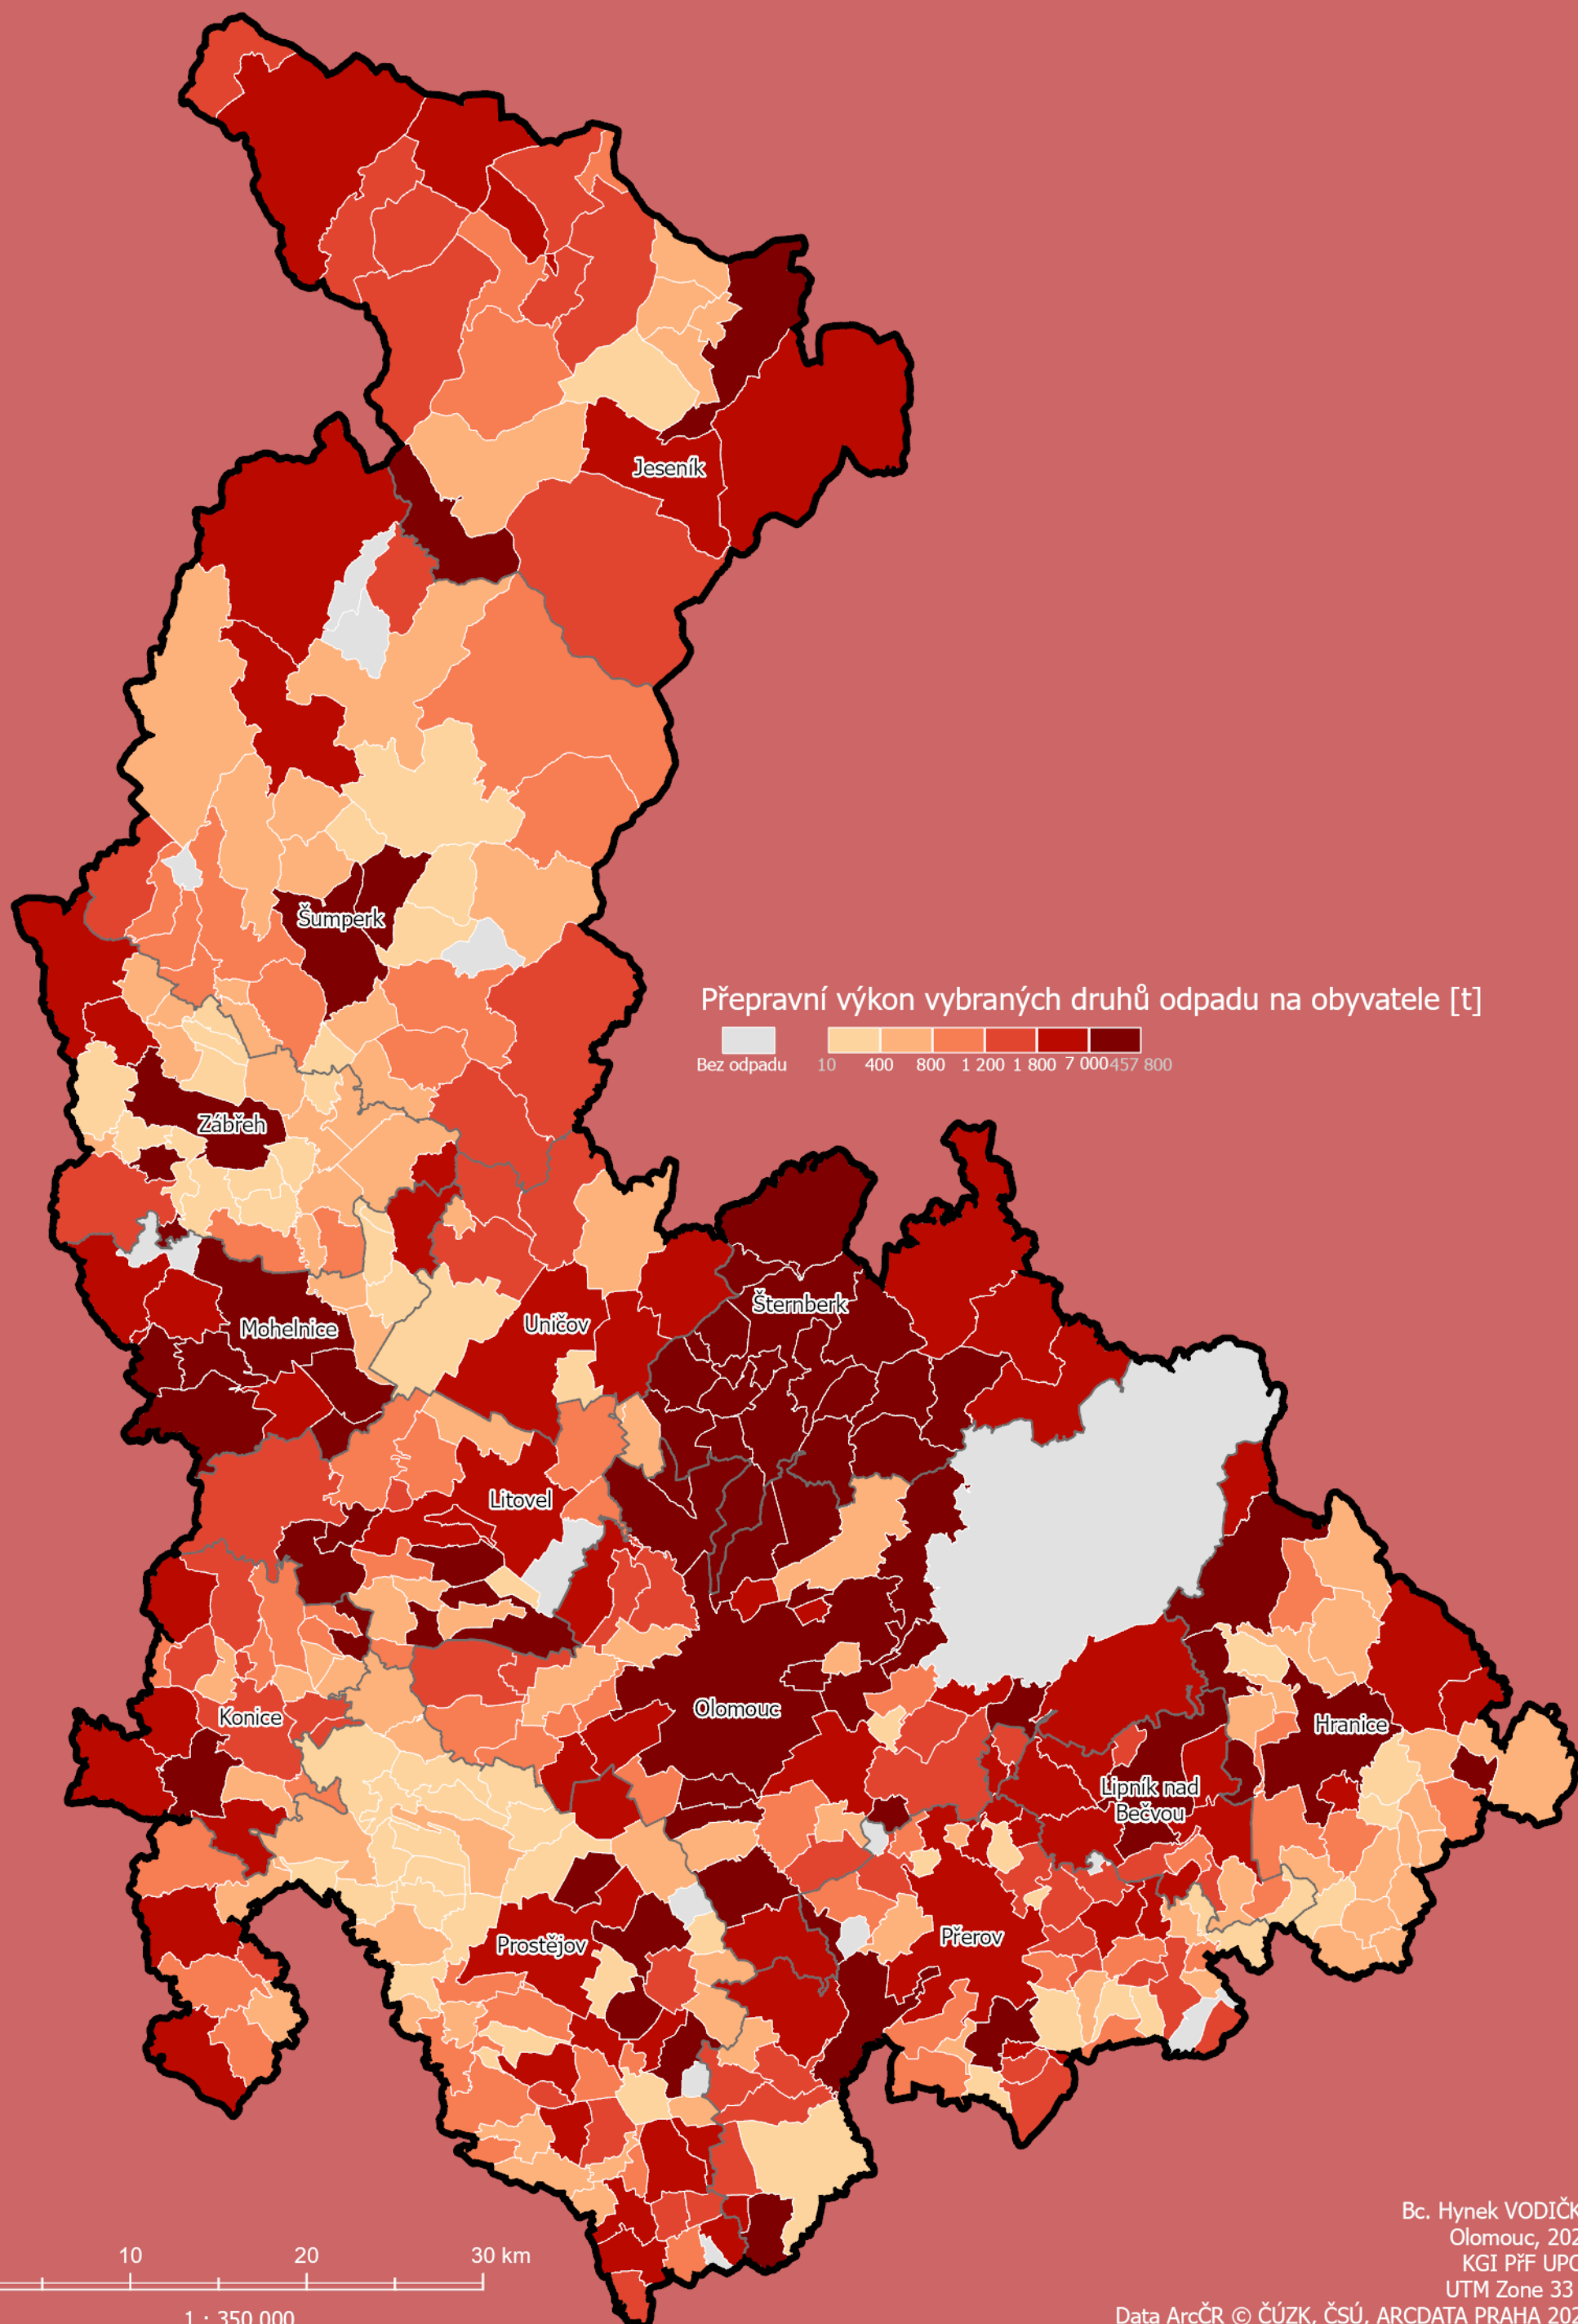 Jeseník
Šumperk
Přepravní výkon vybraných druhů odpadu na obyvatele [t]
Bez odpadu 10 400 800 1 200 1 800 7 000 457 800
Zábřeh
Šternberk
Uničov
Mohelnice
Litovel
Olomouc
Konice
Hranice
Lipník nad
Bečvou
Přerov
Prostějov
10 20 30 km
1 : 350 000
Bc. Hynek VODIČK
Olomouc, 202
KGI PřF UPO
UTM Zone 33
Data ArcČR © ČÚZK, ČSÚ, ARCDATA PRAHA 202